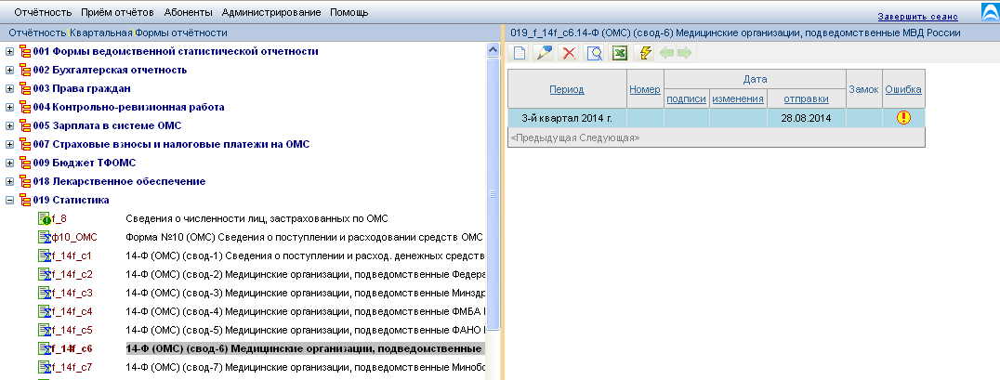 Отчётность Приём отчётов Абоненты Администрирование Помощь
Завершить сеанс
Отчётность Квартальная Формы отчётности
001 Формы ведомственной статистической отчетности
002 Бухгалтерская отчетность
003 Права граждан
004 Контрольно-ревизионная работа
005 Зарплата в системе ОМС
007 Страховые взносы и налоговые платежи на ОМС
009 Бюджет ТФОМС
018 Лекарственное обеспечение
019 Статистика
f_8 Сведения о численности лиц, застрахованных по ОМС
ф10_ОМС Форма №10 (ОМС) Сведения о поступлении и расходовании средств ОМС
f_14f_c1 14-Ф (ОМС) (свод-1) Сведения о поступлении и расход. денежных средств
f_14f_c2 14-Ф (ОМС) (свод-2) Медицинские организации, подведомственные Федера
f_14f_c3 14-Ф (ОМС) (свод-3) Медицинские организации, подведомственные Минздр
f_14f_c4 14-Ф (ОМС) (свод-4) Медицинские организации, подведомственные ФМБА
f_14f_c5 14-Ф (ОМС) (свод-5) Медицинские организации, подведомственные ФАНО
f_14f_c6 14-Ф (ОМС) (свод-6) Медицинские организации, подведомственные
f_14f_c7 14-Ф (ОМС) (свод-7) Медицинские организации, подведомственные Минобо
019_f_14f_c6.14-Ф (ОМС) (свод-6) Медицинские организации, подведомственные МВД России
Период Номер Дата Замок Ошибка
подписи изменения отправки
3-й квартал 2014 г. 28.08.2014
<Предыдущая Следующая>